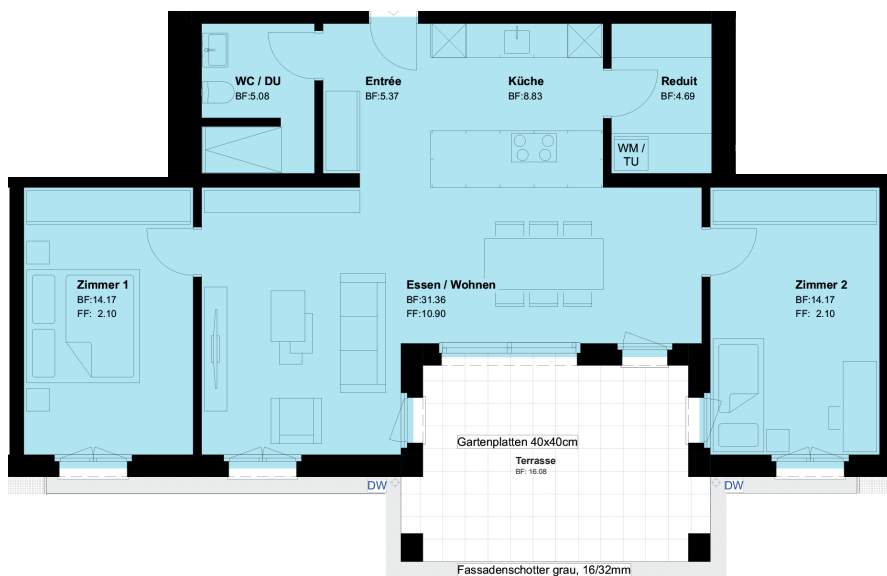 WC / DU
BF:5.08
Entrée
BF:5.37
Küche
BF:8.83
Reduit
BF:4.69
WM /
TU
Zimmer 1
BF:14.17
FF: 2.10
Essen / Wohnen
BF:31.36
FF:10.90
Zimmer 2
BF:14.17
FF: 2.10
Gartenplatten 40x40cm
Terrasse
BF: 16.08
DW
DW
Fassadenschotter grau, 16/32mm